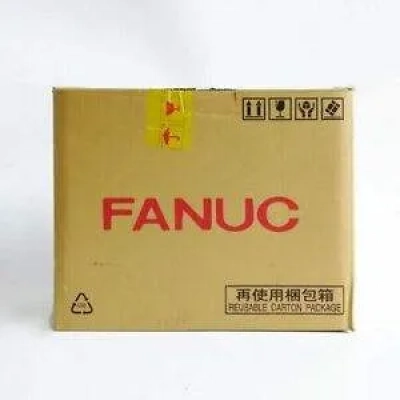 FANUC
再使用梱包箱
REUSABLE CARTON PACKAGE